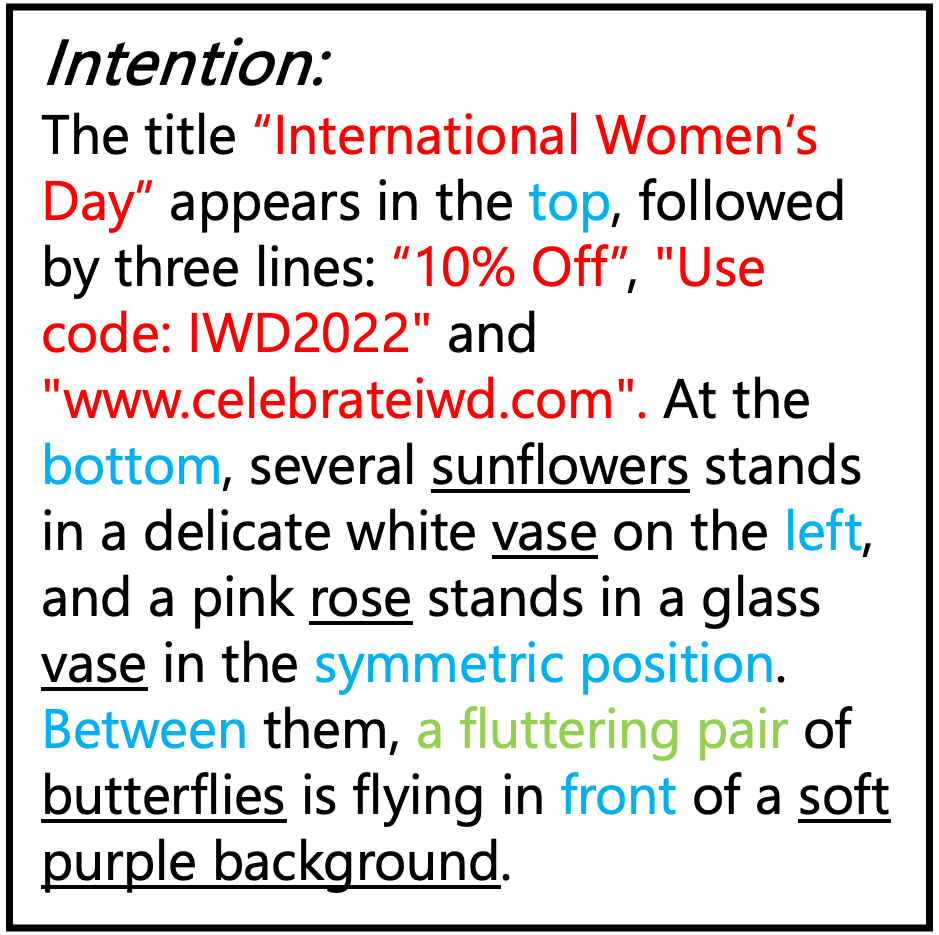 Intention:
The title “International Women‘s
Day” appears in the top, followed
by three lines: “10% Off”, "Use
code: IWD2022" and
"www.celebrateiwd.com". At the
bottom, several sunflowers stands
in a delicate white vase on the left,
and a pink rose stands in a glass
vase in the symmetric position.
Between them, a fluttering pair of
butterflies is flying in front of a soft
purple background.